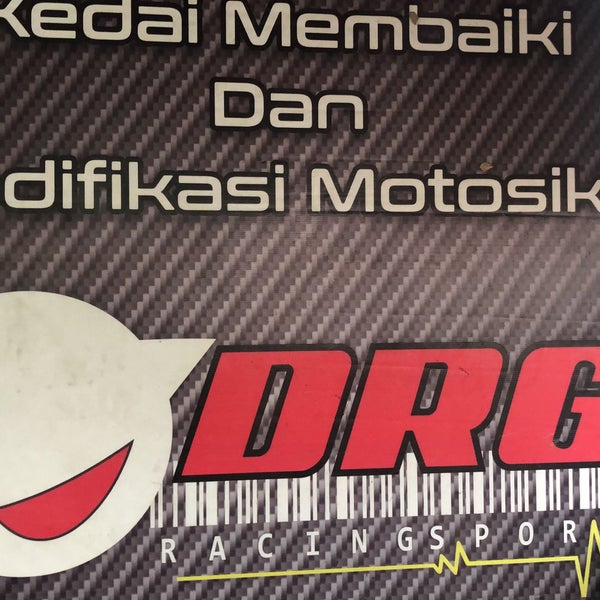 Kedai Membaiki
Dan
difikasi Motosik
DRG
RACINGSPOR